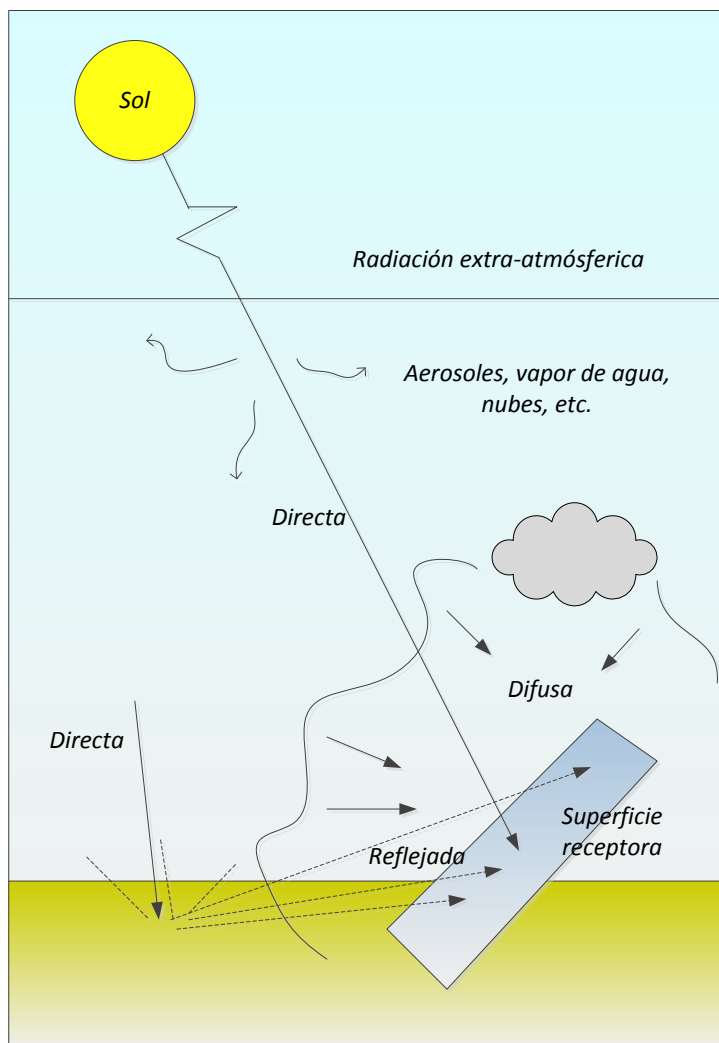 Sol
Radiación extra-atmósferica
Aerosoles, vapor de agua,
nubes, etc.
Directa
Difusa
Directa
Superficie
receptora
Reflejada